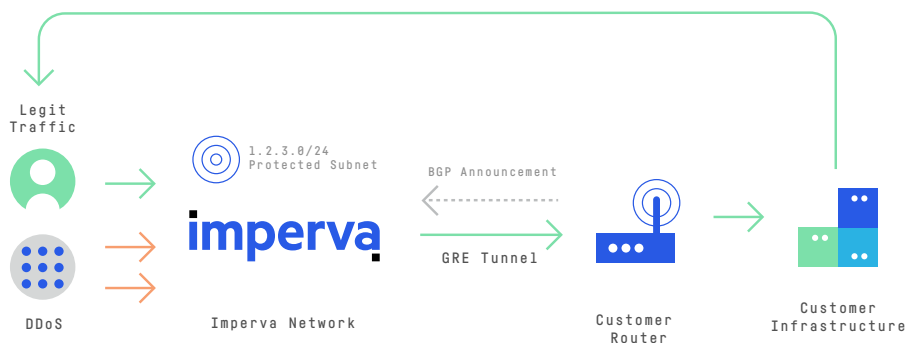 Legit
Traffic
1.2.3.0/24
Protected Subnet
BGP Announcement
imperva
GRE Tunnel
DDoS
Imperva Network
Customer
Router
Customer
Infrastructure